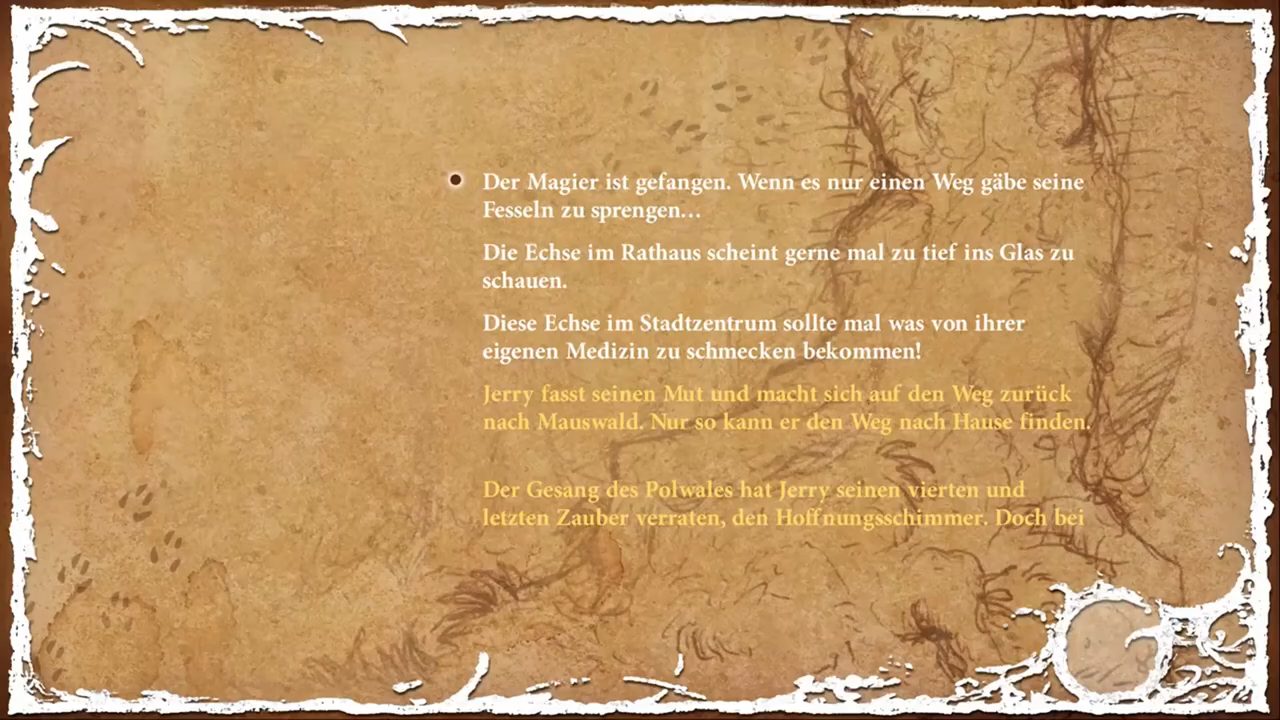 Der Magier ist gefangen. Wenn es nur einen Weg gäbe seine
Fesseln zu sprengen...
Die Echse im Rathaus scheint gerne mal zu tief ins Glas zu
schauen.
Diese Echse im Stadtzentrum sollte mal was von ihrer
eigenen Medizin zu schmecken bekommen!
Jerry fasst seinen Mut und macht sich auf den Weg zurück
nach Mauswald. Nur so kann er den Weg nach Hause finden.
Der Gesang des Polwales hat Jerry seinen vierten und
letzten Zauber verraten, den Hoffnungsschimmer. Doch bei